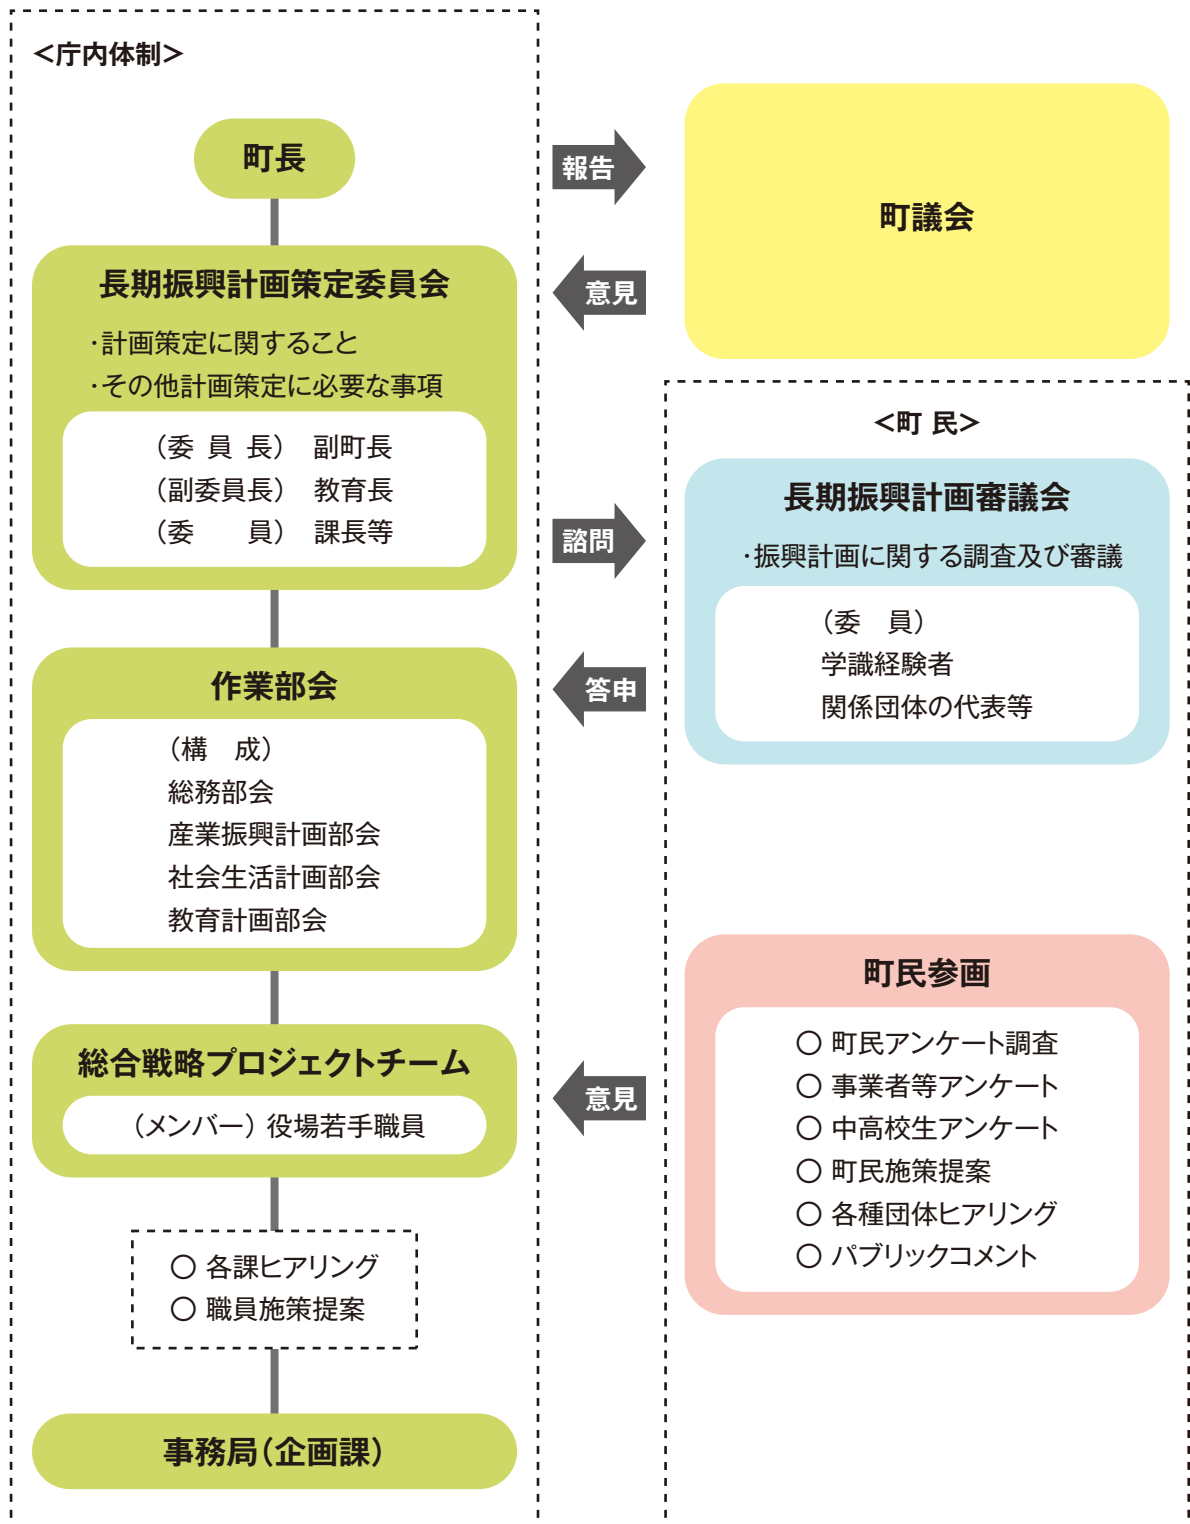 <庁内体制>
町長
長期振興計画策定委員会
・計画策定に関すること
・その他計画策定に必要な事項
（委 員 長） 副町長
（副委員長） 教育長
（委　　員） 課長等
作業部会
（構　成）
総務部会
産業振興計画部会
社会生活計画部会
教育計画部会
総合戦略プロジェクトチーム
（メンバー）役場若手職員
○ 各課ヒアリング
○ 職員施策提案
事務局（企画課）
報告
意見
諮問
答申
意見
町議会
<町 民>
長期振興計画審議会
・振興計画に関する調査及び審議
（委　員）
学識経験者
関係団体の代表等
町民参画
○ 町民アンケート調査
○ 事業者等アンケート
○ 中高校生アンケート
○ 町民施策提案
○ 各種団体ヒアリング
○ パブリックコメント